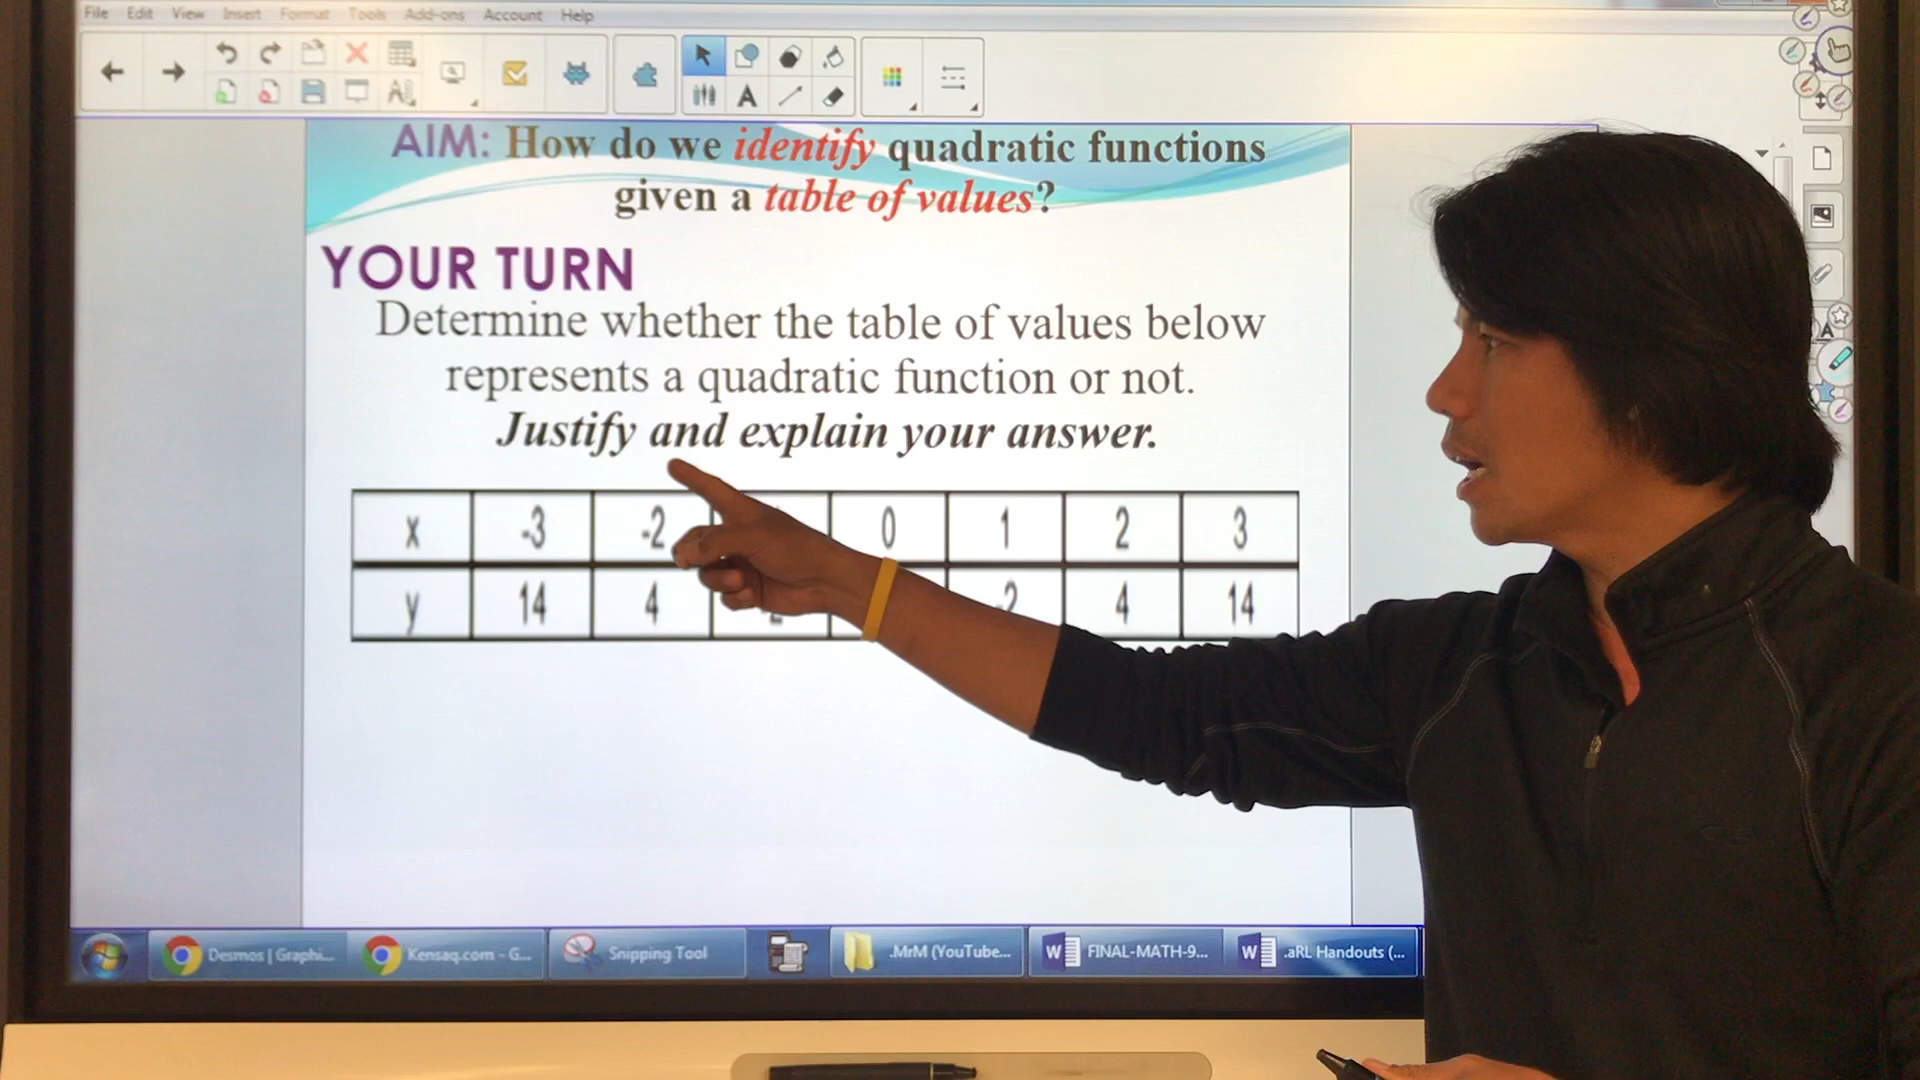 File Edit View Insert Format Tools Add-ons Account Help
AIM: How do we identify quadratic functions
given a table of values?
YOUR TURN
Determine whether the table of values below
represents a quadratic function or not.
Justify and explain your answer.
x -3 -2 0 1 2 3
y 14 4 -2 4 14
Desmos | Graphi... Kensaq.com - G... Snipping Tool .MrM (YouTube... FINAL-MATH-9... .aRL Handouts (...